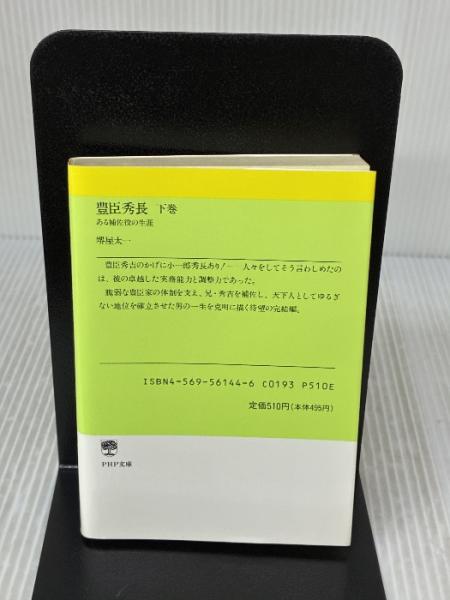 豊臣秀長 下巻
ある補佐役の生涯
堺屋太一
豊臣秀吉のかげに小一郎秀長あり!― 人々をしてそう言わしめたの
は、彼の卓越した実務能力と調整力であった。
脆弱な豊臣家の体制を支え、兄・秀吉を補佐し、天下人としてゆるぎ
ない地位を確立させた男の一生を克明に描く待望の完結編。
ISBN4-569-56144-6 C0193 P510E
定価510円(本体495円)
PHP文庫